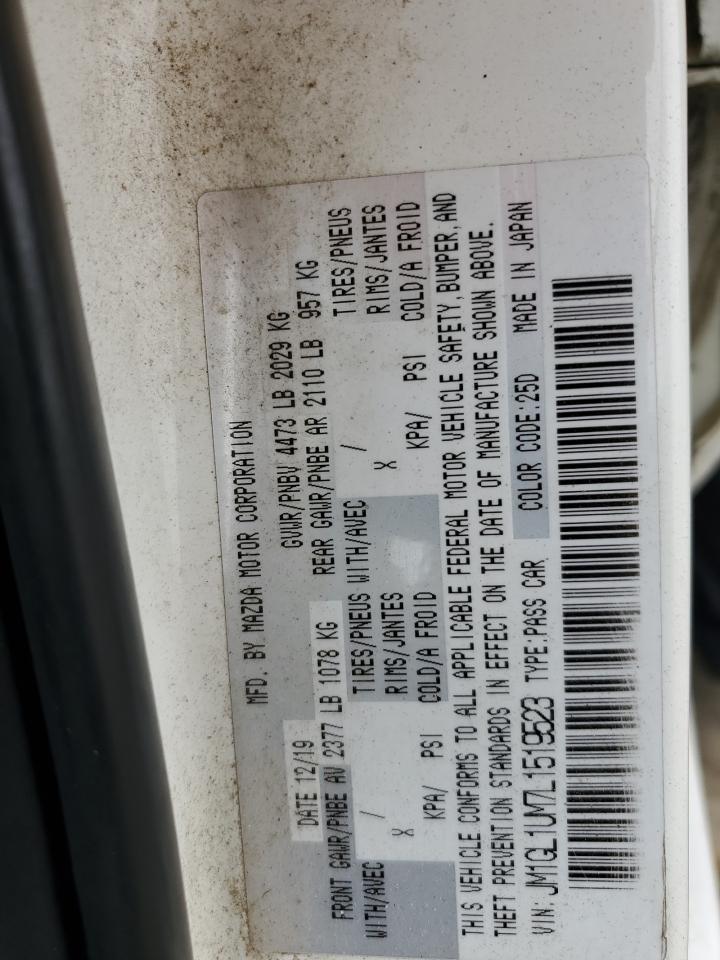 MFD. BY MAZDA MOTOR CORPORATION
DATE 12/19 GVWR/PNBV 4473 LB 2029 KG
FRONT GAWR/PNBE AV 2377 LB 1078 KG REAR GAWR/PNBE AR 2110 LB 957 KG
WITH/AVEC / TIRES/PNEUS WITH/AVEC / TIRES/PNEUS
X RIMS/JANTES X RIMS/JANTES
KPA/ PSI COLD/A FROID KPA/ PSI COLD/A FROID
THIS VEHICLE CONFORMS TO ALL APPLICABLE FEDERAL MOTOR VEHICLE SAFETY, BUMPER, AND
THEFT PREVENTION STANDARDS IN EFFECT ON THE DATE OF MANUFACTURE SHOWN ABOVE.
VIN: JM1GL1UM7L1519523 TYPE:PASS CAR COLOR CODE:25D MADE IN JAPAN